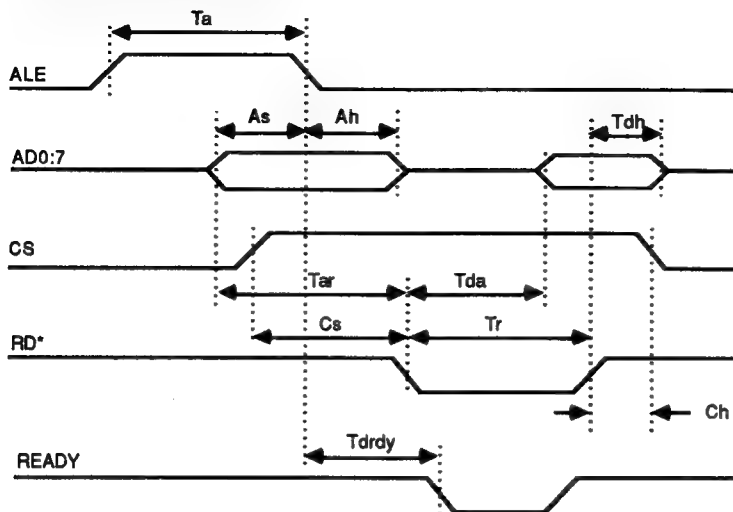 Ta
ALE
As Ah Tdh
AD0:7
CS
Tar Tda
Cs Tr
RD*
Ch
Tdrdy
READY